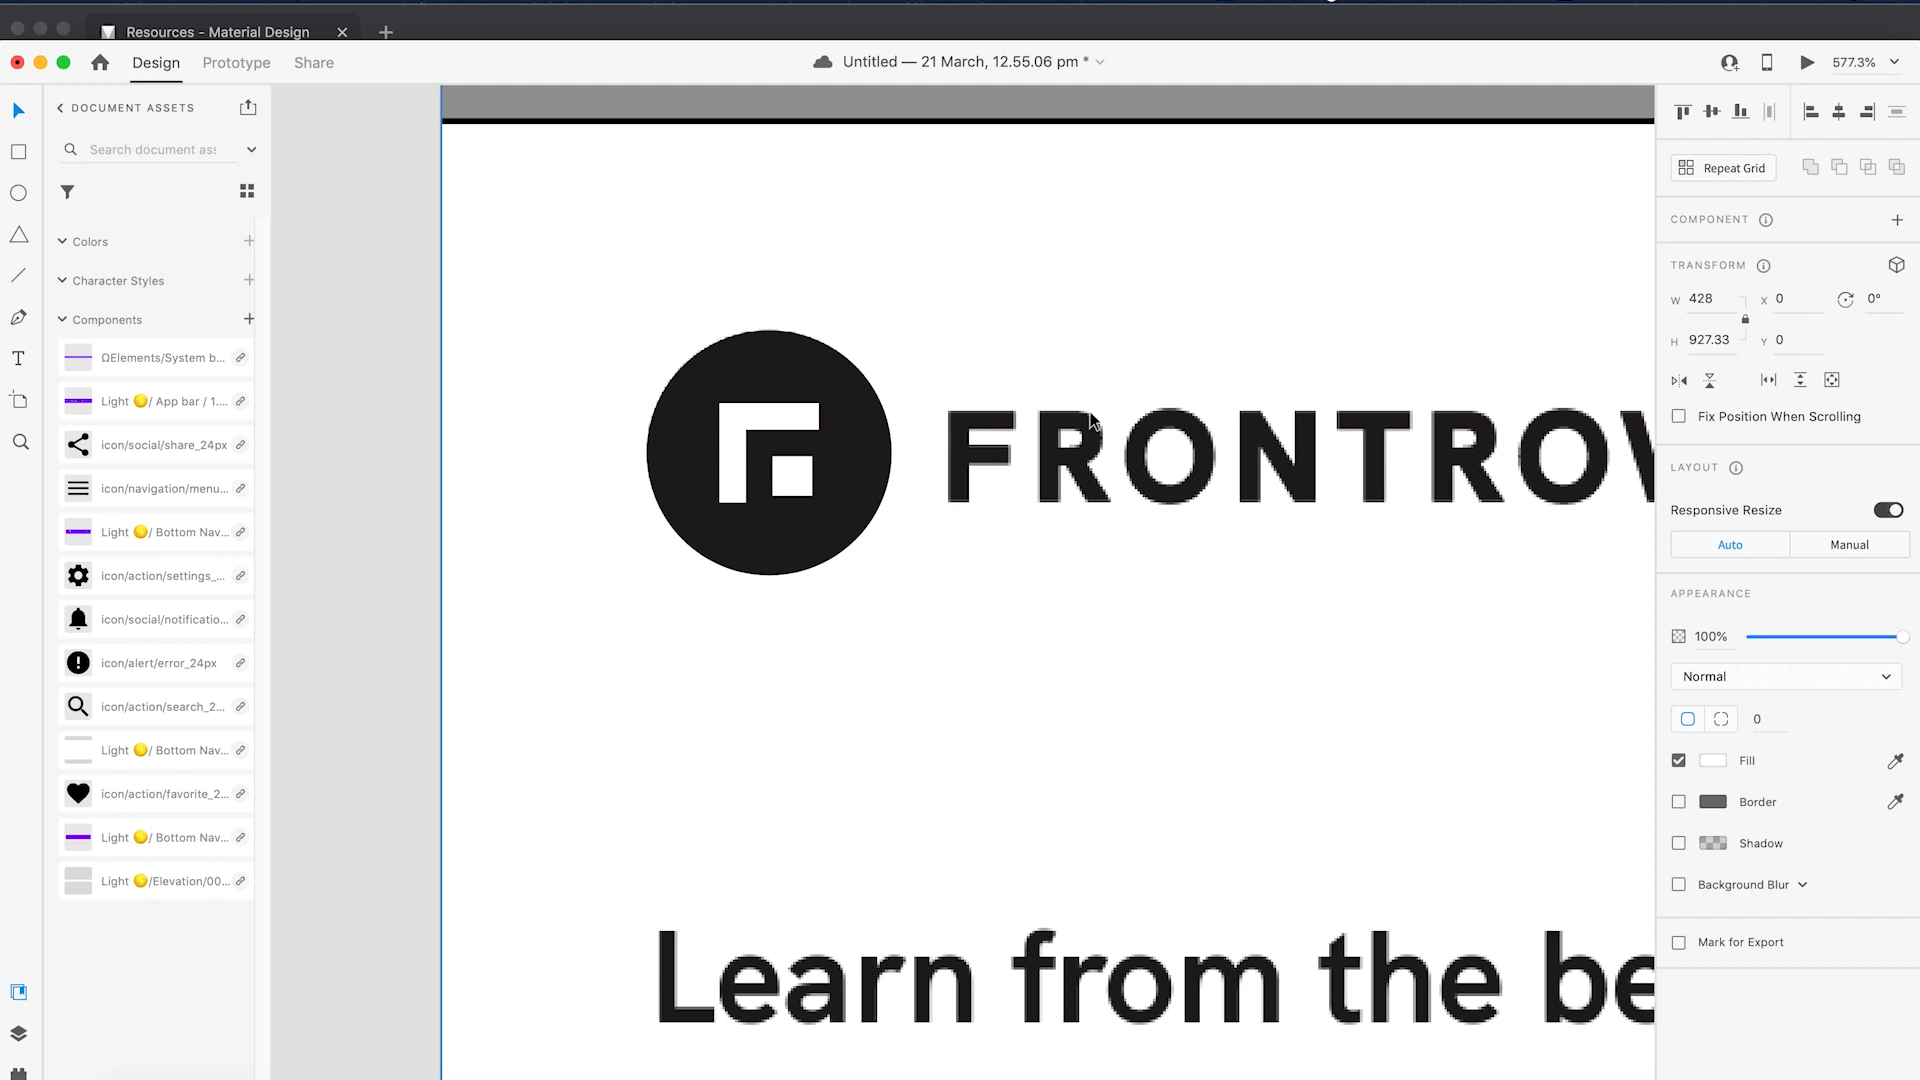 Resources - Material Design
Design Prototype Share
Untitled — 21 March, 12.55.06 pm *
577.3%
DOCUMENT ASSETS
Search document ass
Colors
Character Styles
Components
ΩElements/System b...
Light 🟡/ App bar / 1....
icon/social/share_24px
icon/navigation/menu...
Light 🟡/ Bottom Nav...
icon/action/settings_...
icon/social/notificatio...
icon/alert/error_24px
icon/action/search_2...
Light 🟡/ Bottom Nav...
icon/action/favorite_2...
Light 🟡/ Bottom Nav...
Light 🟡/Elevation/00...
FRONTROW
Learn from the be
Repeat Grid
COMPONENT
TRANSFORM
W 428 X 0 0°
H 927.33 Y 0
Fix Position When Scrolling
LAYOUT
Responsive Resize
Auto Manual
APPEARANCE
100%
Normal
0
Fill
Border
Shadow
Background Blur
Mark for Export